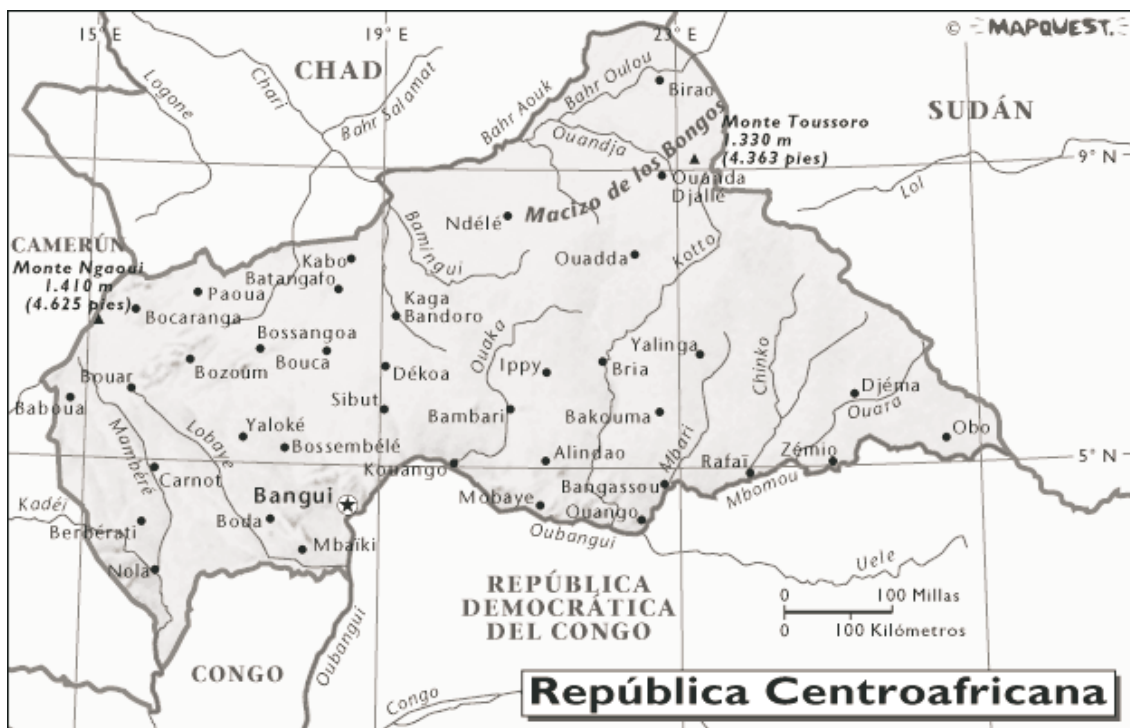 15° E
19° E
23° E
© MAPQUEST.
CHAD
Logone
Chari
Bahr Salamat
Bahr Aouk
Bahr Oulou
Birao
SUDÁN
Monte Toussoro
1.330 m
(4.363 pies)
Ouandja
9° N
Macizo de los Bongos
Ouanda
Djallé
Lol
Ndélé
Bamingui
CAMERÚN
Monte Ngaoui
1.410 m
(4.625 pies)
Kabo
Batangafo
Ouadda
Kotto
Paoua
Bocaranga
Kaga
Bandoro
Bossangoa
Bouca
Ouaka
Yalinga
Bozoum
Dékoa
Ippy
Bria
Chinko
Bouar
Baboua
Sibut
Bambari
Bakouma
Djéma
Ouara
Yaloké
Lobaye
Bossembélé
Mbari
Obo
Mambéré
Carnot
Kouango
Alindao
Rafaï
Zémio
5° N
Bangui
Mobaye
Bangassou
Mbomou
Kadéi
Berbérati
Boda
Ouango
Oubangui
Mbaïki
Nola
Uele
REPÚBLICA
DEMOCRÁTICA
DEL CONGO
0 100 Millas
0 100 Kilómetros
CONGO
Oubangui
Congo
República Centroafricana